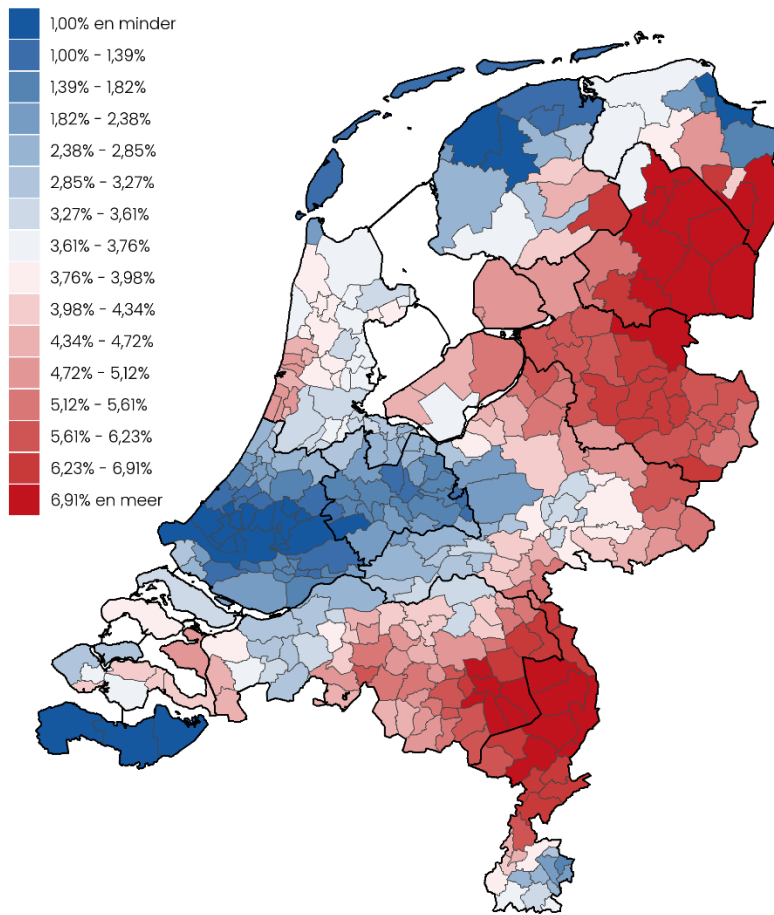 1,00% en minder
1,00% - 1,39%
1,39% - 1,82%
1,82% - 2,38%
2,38% - 2,85%
2,85% - 3,27%
3,27% - 3,61%
3,61% - 3,76%
3,76% - 3,98%
3,98% - 4,34%
4,34% - 4,72%
4,72% - 5,12%
5,12% - 5,61%
5,61% - 6,23%
6,23% - 6,91%
6,91% en meer